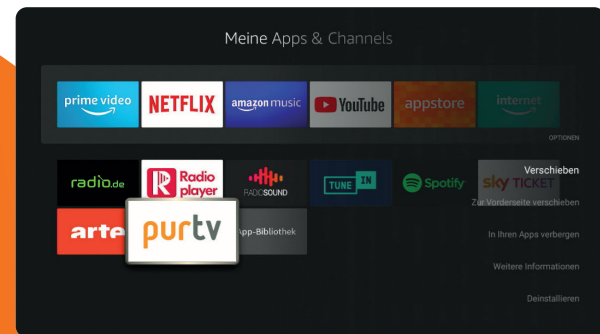 Meine Apps & Channels
prime video
NETFLIX
amazon music
YouTube
appstore
internet
OPTIONEN
radio.de
Radio
player
RADIOSOUND
TUNE IN
Spotify
sky TICKET
Verschieben
Zur Vorderseite verschieben
arte
purtv
App-Bibliothek
In Ihren Apps verbergen
Weitere Informationen
Deinstallieren